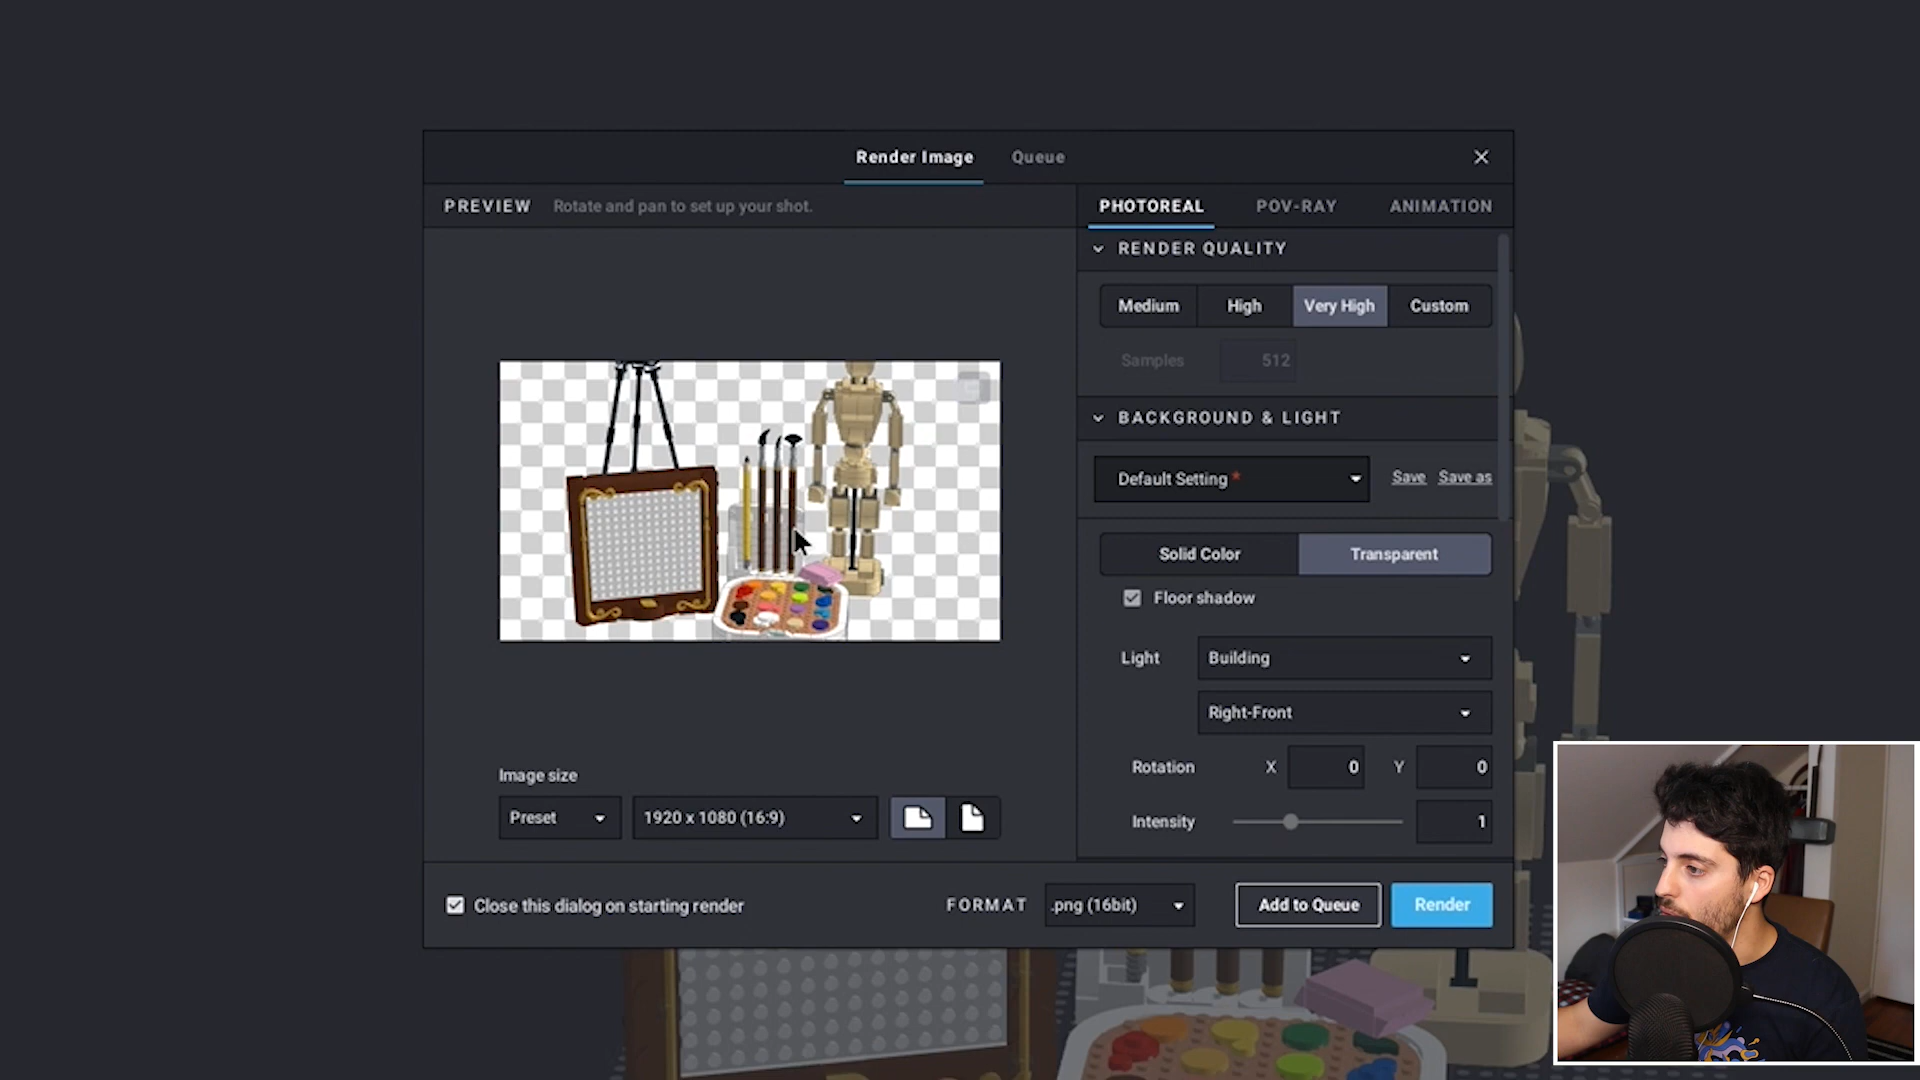 Render Image
Queue
PREVIEW
Rotate and pan to set up your shot.
PHOTOREAL
POV-RAY
ANIMATION
RENDER QUALITY
Medium
High
Very High
Custom
Samples
512
BACKGROUND & LIGHT
Default Setting *
Save
Save as
Solid Color
Transparent
Floor shadow
Light
Building
Right-Front
Rotation
X
0
Y
0
Intensity
1
Image size
Preset
1920 x 1080 (16:9)
Close this dialog on starting render
FORMAT
.png (16bit)
Add to Queue
Render